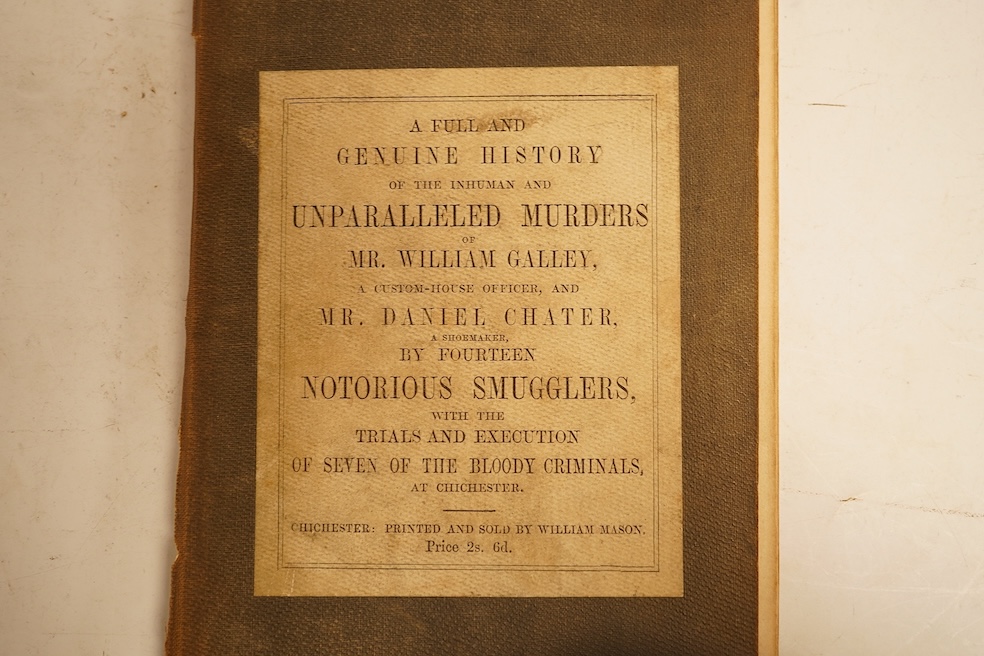 A FULL AND
GENUINE HISTORY
OF THE INHUMAN AND
UNPARALLELED MURDERS
OF
MR. WILLIAM GALLEY,
A CUSTOM-HOUSE OFFICER, AND
MR. DANIEL CHATER,
A SHOEMAKER,
BY FOURTEEN
NOTORIOUS SMUGGLERS,
WITH THE
TRIALS AND EXECUTION
OF SEVEN OF THE BLOODY CRIMINALS,
AT CHICHESTER.
CHICHESTER: PRINTED AND SOLD BY WILLIAM MASON.
Price 2s. 6d.